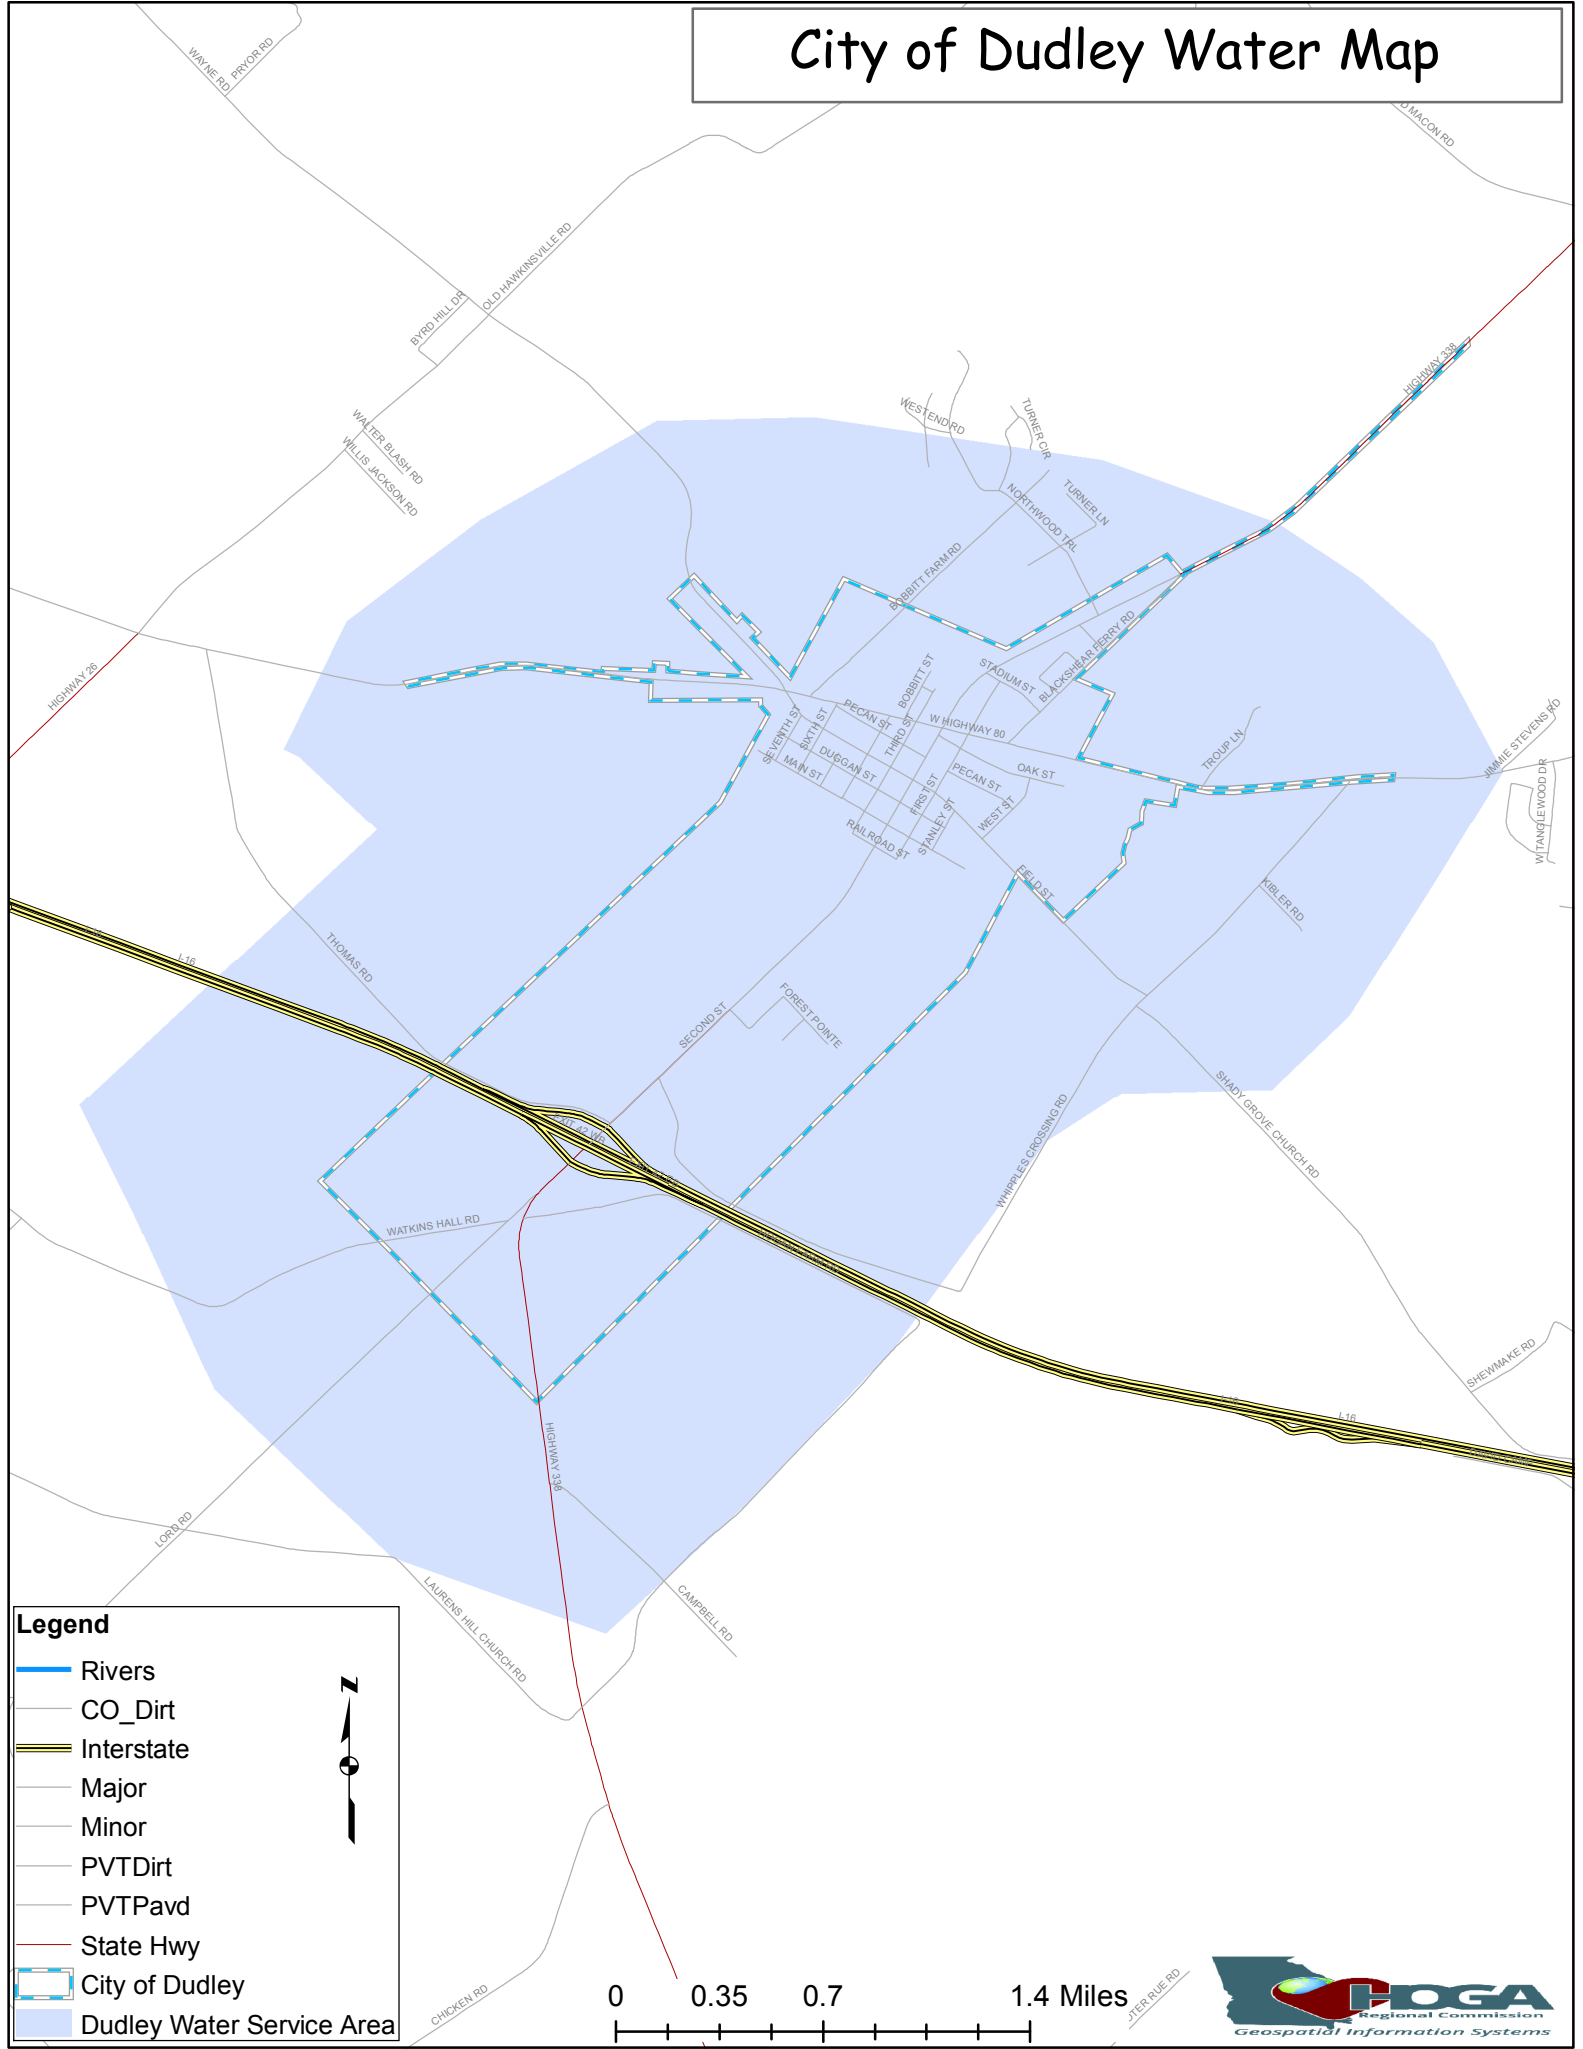 City of Dudley Water Map
WAYNE RD
PRYOR RD
MACON RD
OLD HAWKINSVILLE RD
BYRD HILL DR
HIGHWAY 338
WALTER BLASH RD
WILLIS JACKSON RD
WESTEND RD
TURNER CIR
TURNER LN
NORTHWOOD TRL
BOBBITT FARM RD
BLACKSHEAR FERRY RD
HIGHWAY 26
STADIUM ST
BOBBITT ST
PECAN ST
THIRD ST
W HIGHWAY 80
SEVENTH ST
SIXTH ST
DUGGAN ST
MAIN ST
OAK ST
PECAN ST
FIRST ST
WEST ST
STANLEY ST
RAILROAD ST
TROUP LN
JIMMIE STEVENS RD
W TANGLEWOOD DR
FIELD ST
KIBLER RD
I-16
THOMAS RD
SECOND ST
FOREST POINTE
EXIT 42 WB
WHIPPLES CROSSING RD
SHADY GROVE CHURCH RD
WATKINS HALL RD
SHEWMAKE RD
I-16
I-16
HIGHWAY 338
LORD RD
LAURENS HILL CHURCH RD
CAMPBELL RD
CHICKEN RD
Legend
Rivers
CO_Dirt
Interstate
Major
Minor
PVTDirt
PVTPavd
State Hwy
City of Dudley
Dudley Water Service Area
N
0 0.35 0.7 1.4 Miles
RUE RD
HOGA
Regional Commission
Geospatial Information Systems